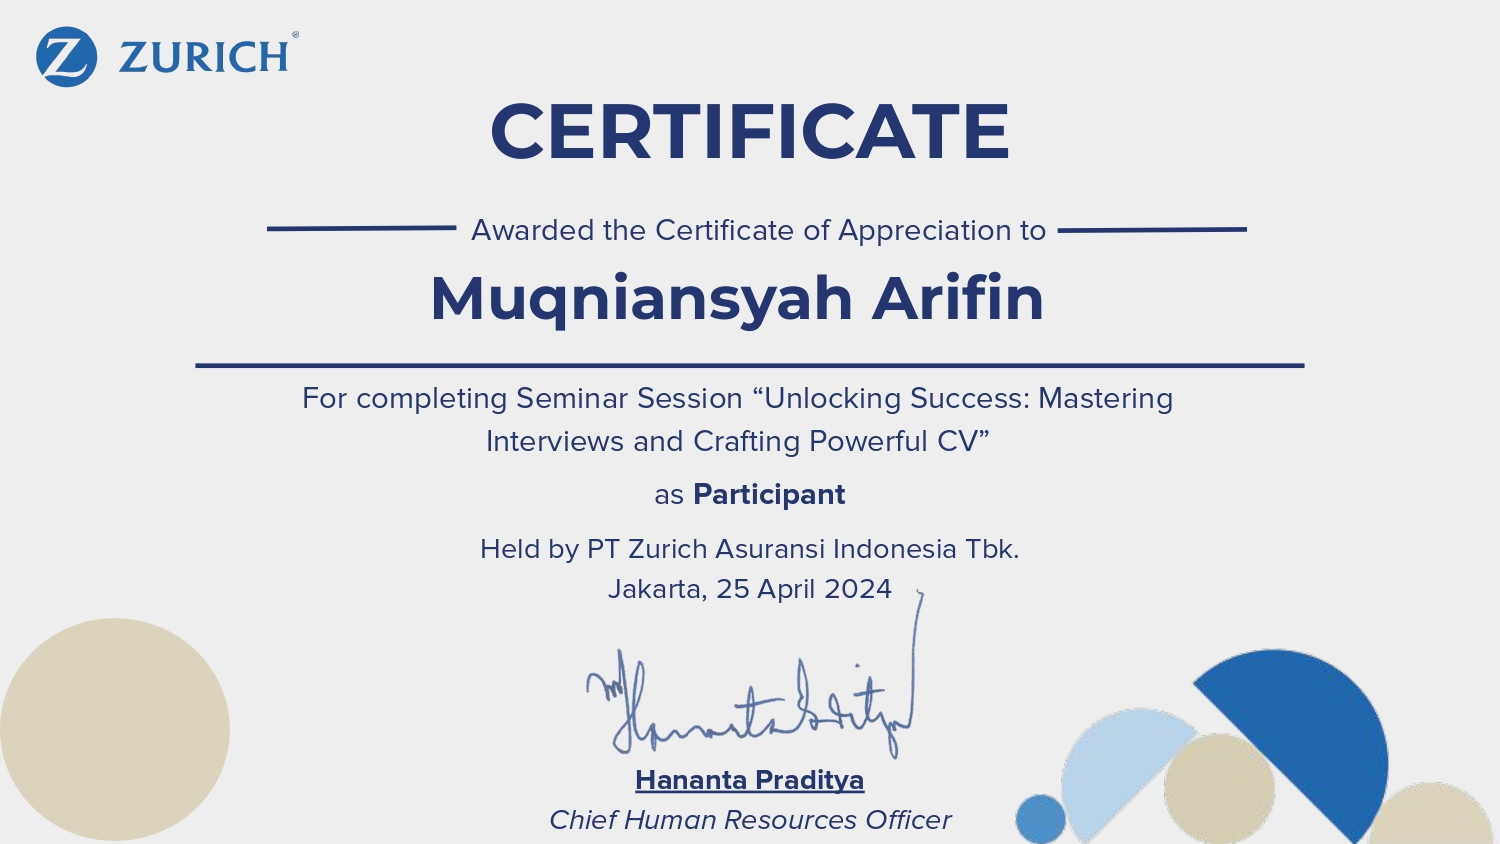 ZURICH®
CERTIFICATE
Awarded the Certificate of Appreciation to
Muqniansyah Arifin
For completing Seminar Session “Unlocking Success: Mastering
Interviews and Crafting Powerful CV”
as Participant
Held by PT Zurich Asuransi Indonesia Tbk.
Jakarta, 25 April 2024
Hananta Praditya
Chief Human Resources Officer